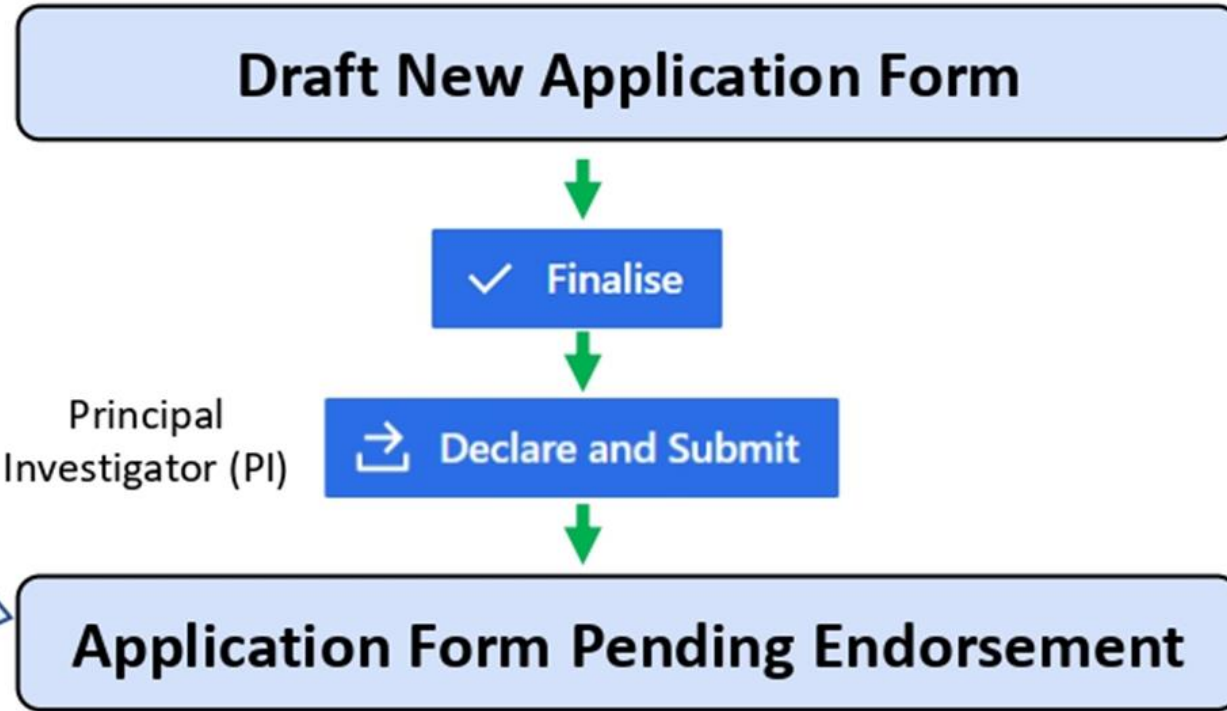 Draft New Application Form
Finalise
Principal
Investigator (PI)
Declare and Submit
Application Form Pending Endorsement